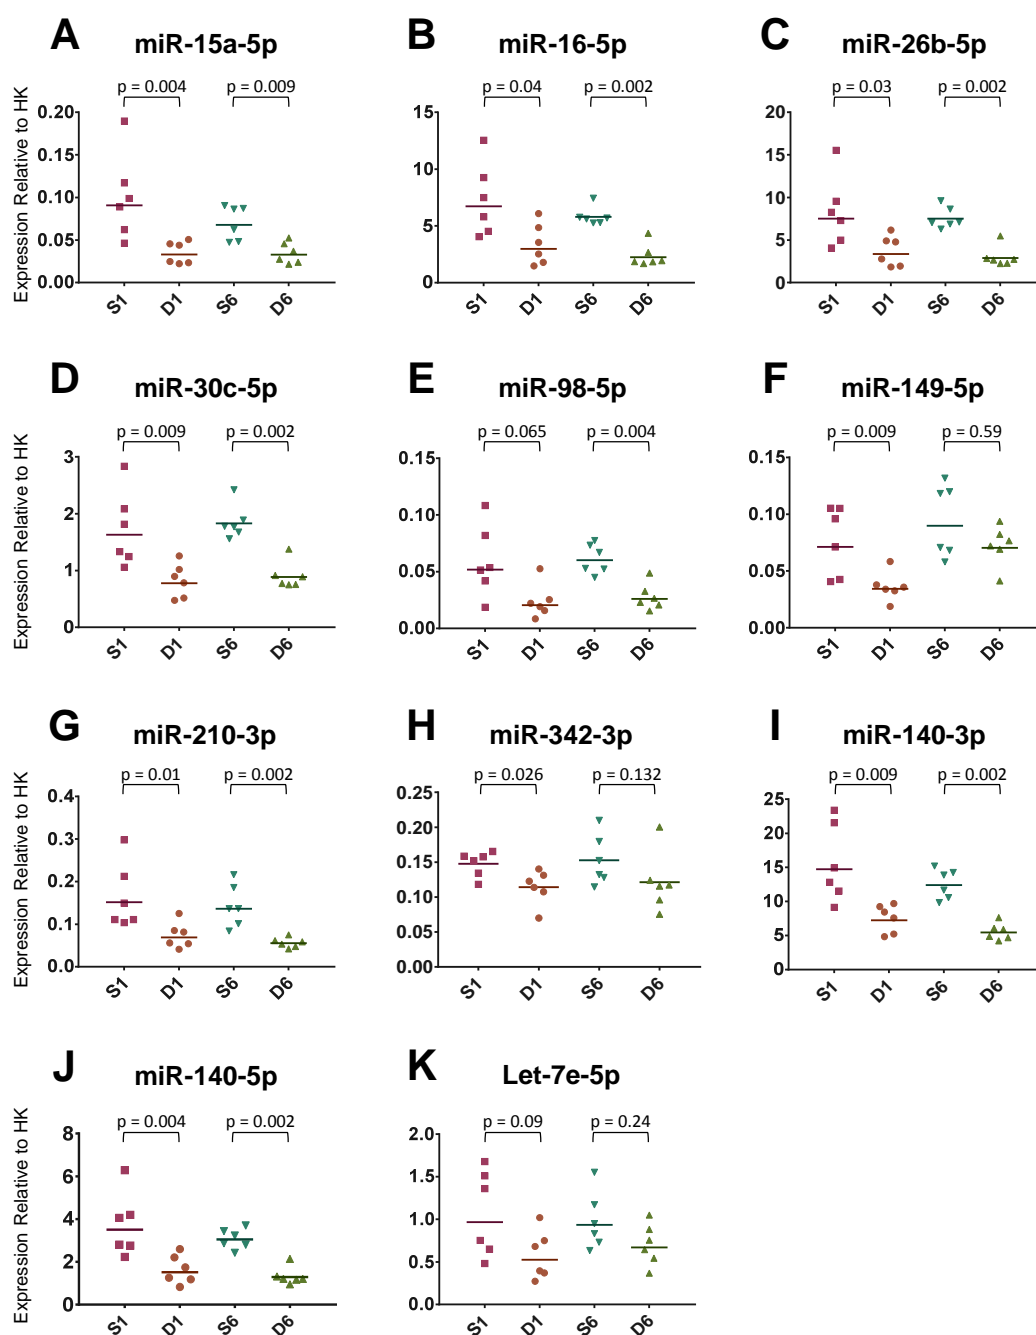 A
miR-15a-5p
p = 0.004
p = 0.009
Expression Relative to HK
0.20
0.15
0.10
0.05
0.00
S1
D1
S6
D6
B
miR-16-5p
p = 0.04
p = 0.002
15
10
5
0
S1
D1
S6
D6
C
miR-26b-5p
p = 0.03
p = 0.002
20
15
10
5
0
S1
D1
S6
D6
D
miR-30c-5p
p = 0.009
p = 0.002
Expression Relative to HK
3
2
1
0
S1
D1
S6
D6
E
miR-98-5p
p = 0.065
p = 0.004
0.15
0.10
0.05
0.00
S1
D1
S6
D6
F
miR-149-5p
p = 0.009
p = 0.59
0.15
0.10
0.05
0.00
S1
D1
S6
D6
G
miR-210-3p
p = 0.01
p = 0.002
Expression Relative to HK
0.4
0.3
0.2
0.1
0.0
S1
D1
S6
D6
H
miR-342-3p
p = 0.026
p = 0.132
0.25
0.20
0.15
0.10
0.05
0.00
S1
D1
S6
D6
I
miR-140-3p
p = 0.009
p = 0.002
25
20
15
10
5
0
S1
D1
S6
D6
J
miR-140-5p
p = 0.004
p = 0.002
Expression Relative to HK
8
6
4
2
0
S1
D1
S6
D6
K
Let-7e-5p
p = 0.09
p = 0.24
2.0
1.5
1.0
0.5
0.0
S1
D1
S6
D6